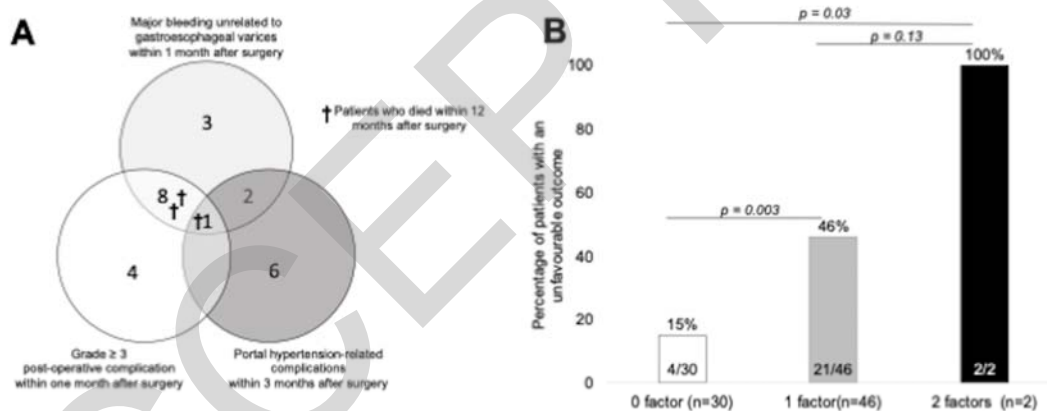 A
Major bleeding unrelated to
gastroesophageal varices
within 1 month after surgery
3
† Patients who died within 12
months after surgery
8 †
†
2
†1
4
6
Grade ≥ 3
post-operative complication
within one month after surgery
Portal hypertension-related
complications
within 3 months after surgery
B
p = 0.03
p = 0.13
100%
p = 0.003
46%
15%
4/30
21/46
2/2
Percentage of patients with an
unfavourable outcome
100
80
60
40
20
0
0 factor (n=30)
1 factor(n=46)
2 factors (n=2)